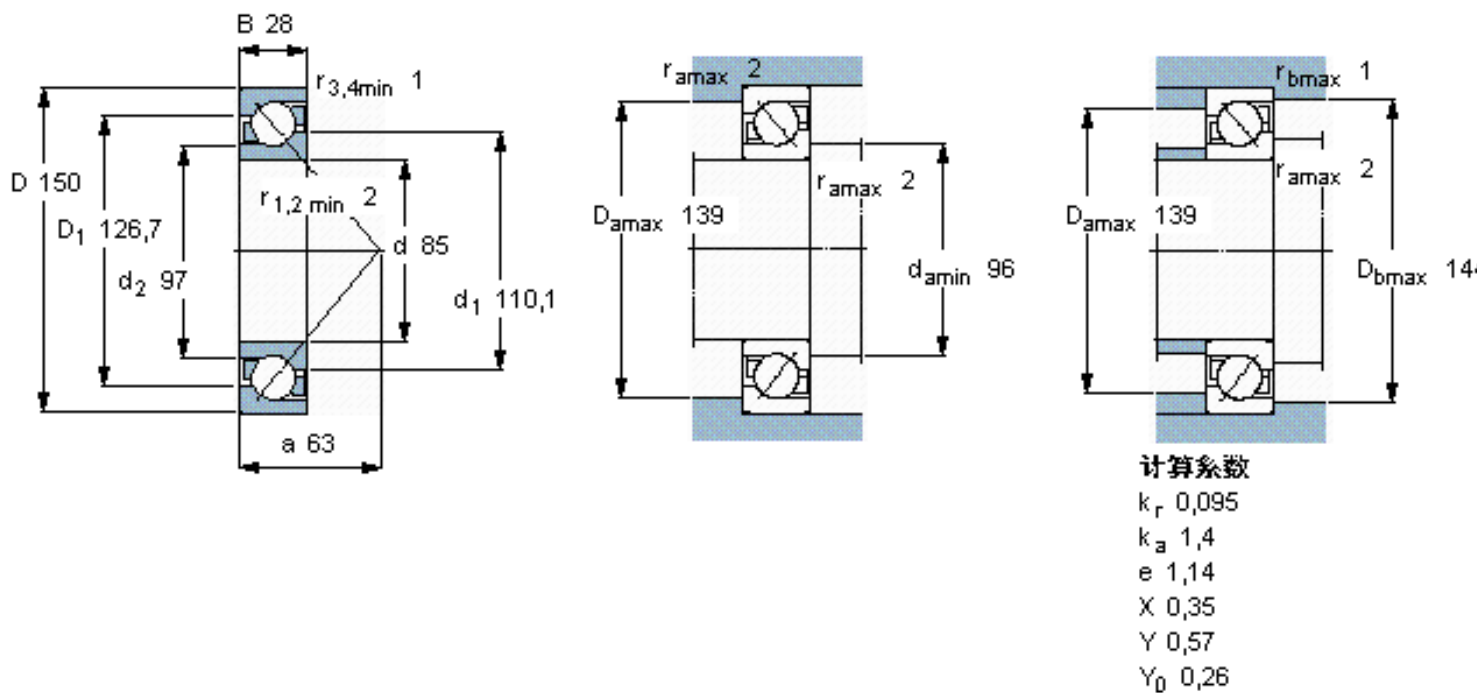 B 28
r3,4min 1
D 150
D1 126,7
d2 97
r1,2 min 2
d 85
d1 110,1
a 63
ramax 2
ramax 2
Damax 139
damin 96
rbmax 1
ramax 2
Damax 139
Dbmax 144
计算系数
kr 0,095
ka 1,4
e 1,14
X 0,35
Y 0,57
Y0 0,26